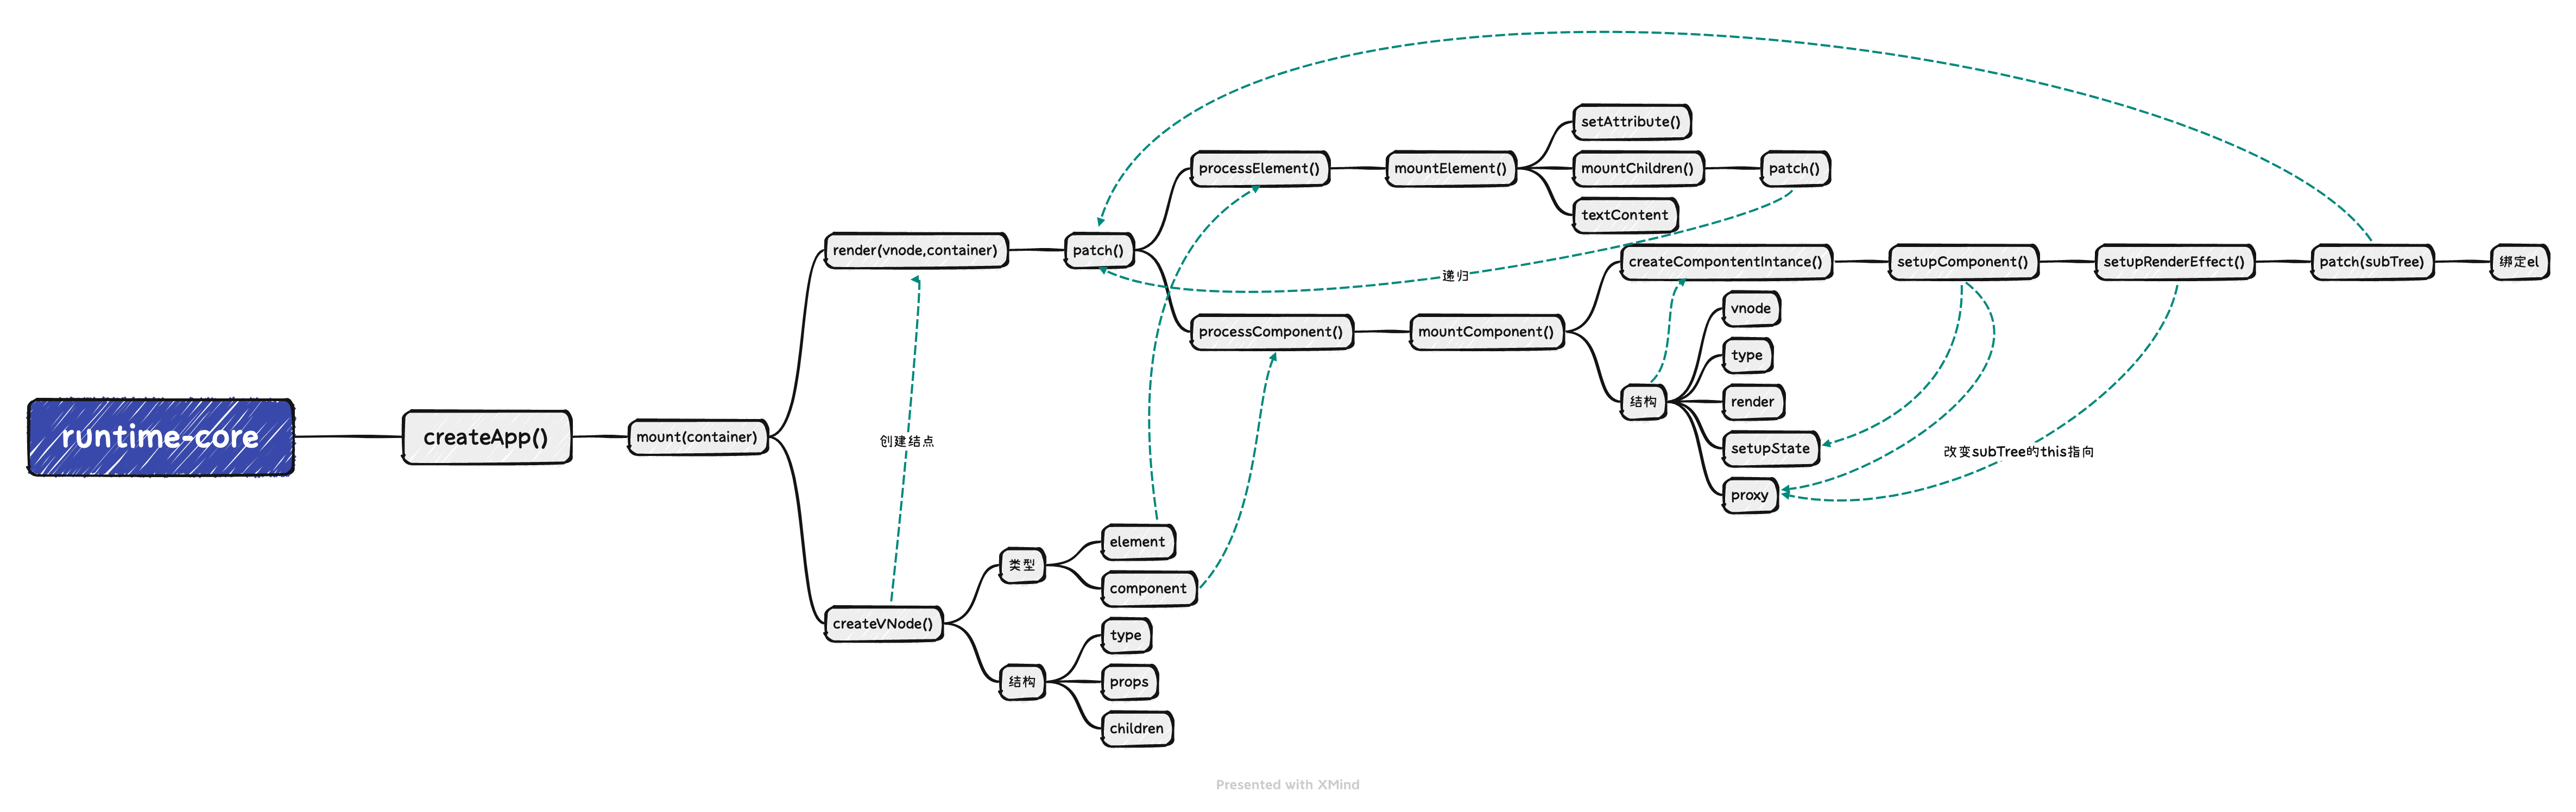 runtime-core
createApp()
mount(container)
render(vnode,container)
patch()
processElement()
mountElement()
setAttribute()
mountChildren()
patch()
textContent
递归
processComponent()
mountComponent()
createCompontentIntance()
setupComponent()
setupRenderEffect()
patch(subTree)
绑定el
结构
vnode
type
render
setupState
proxy
改变subTree的this指向
创建结点
createVNode()
类型
element
component
结构
type
props
children
Presented with XMind